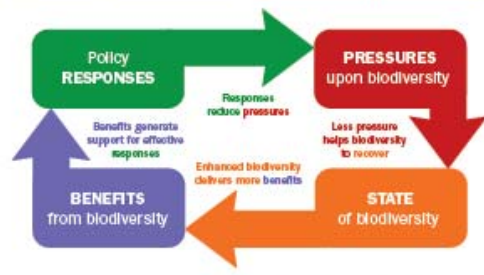 Policy
RESPONSES
PRESSURES
upon biodiversity
Responses
reduce pressures
Benefits generate
support for effective
responses
Less pressure
helps biodiversity
to recover
Enhanced biodiversity
delivers more benefits
BENEFITS
from biodiversity
STATE
of biodiversity